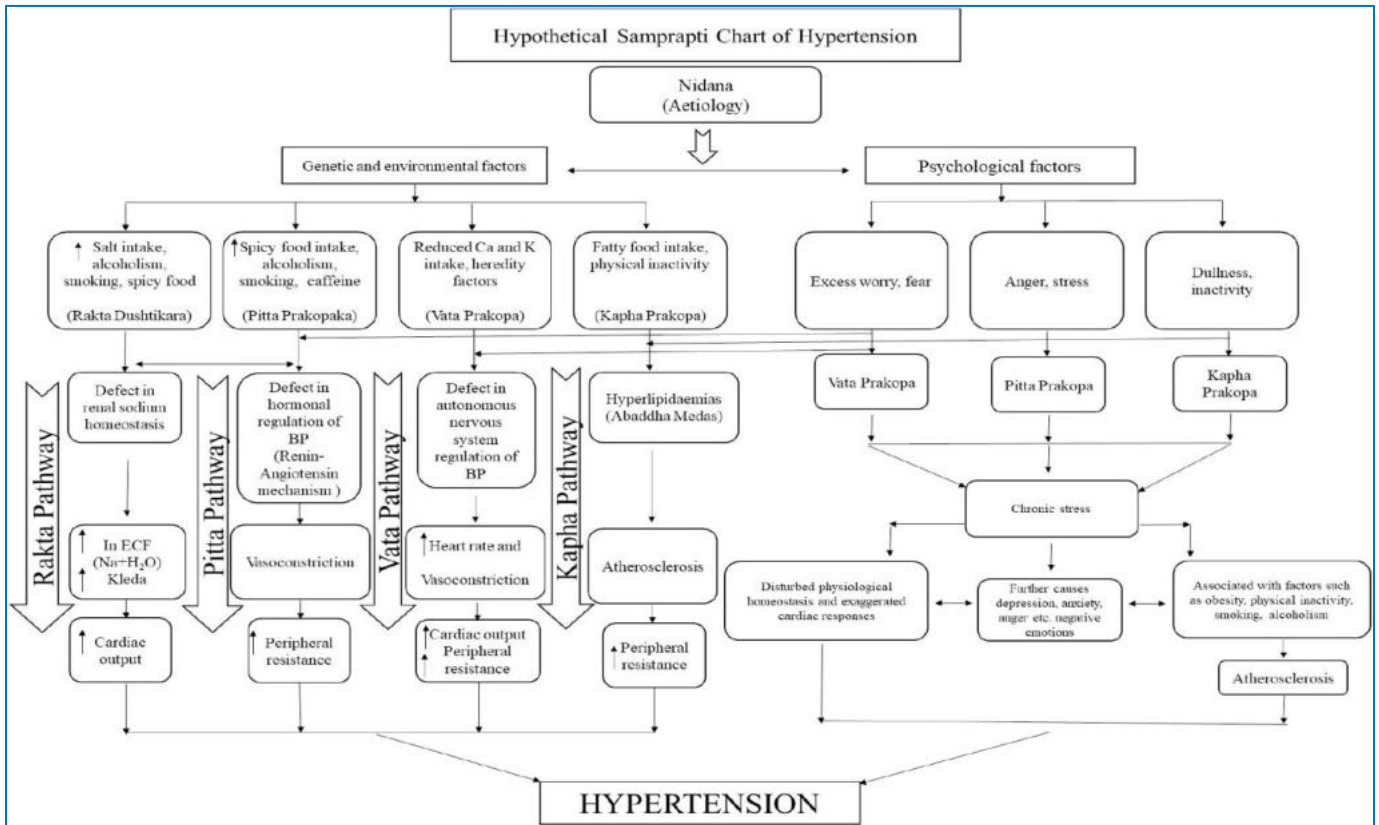 Hypothetical Samprapti Chart of Hypertension
Nidana
(Aetiology)
Genetic and environmental factors
Psychological factors
↑ Salt intake,
alcoholism,
smoking, spicy food
(Rakta Dushtikara)
↑ Spicy food intake,
alcoholism,
smoking, caffeine
(Pitta Prakopaka)
Reduced Ca and K
intake, heredity
factors
(Vata Prakopa)
Fatty food intake,
physical inactivity
(Kapha Prakopa)
Excess worry, fear
Anger, stress
Dullness,
inactivity
Vata Prakopa
Pitta Prakopa
Kapha
Prakopa
Rakta Pathway
Defect in
renal sodium
homeostasis
Pitta Pathway
Defect in
hormonal
regulation of
BP
(Renin-
Angiotensin
mechanism )
Vata Pathway
Defect in
autonomous
nervous
system
regulation of
BP
Kapha Pathway
Hyperlipidaemias
(Abaddha Medas)
Chronic stress
↑ In ECF
(Na+H₂O)
↑ Kleda
Vasoconstriction
↑ Heart rate and
Vasoconstriction
Atherosclerosis
Disturbed physiological
homeostasis and exaggerated
cardiac responses
Further causes
depression, anxiety,
anger etc. negative
emotions
Associated with factors such
as obesity, physical inactivity,
smoking, alcoholism
↑ Cardiac
output
↑ Peripheral
resistance
↑ Cardiac output
↑ Peripheral
resistance
↑ Peripheral
resistance
Atherosclerosis
HYPERTENSION